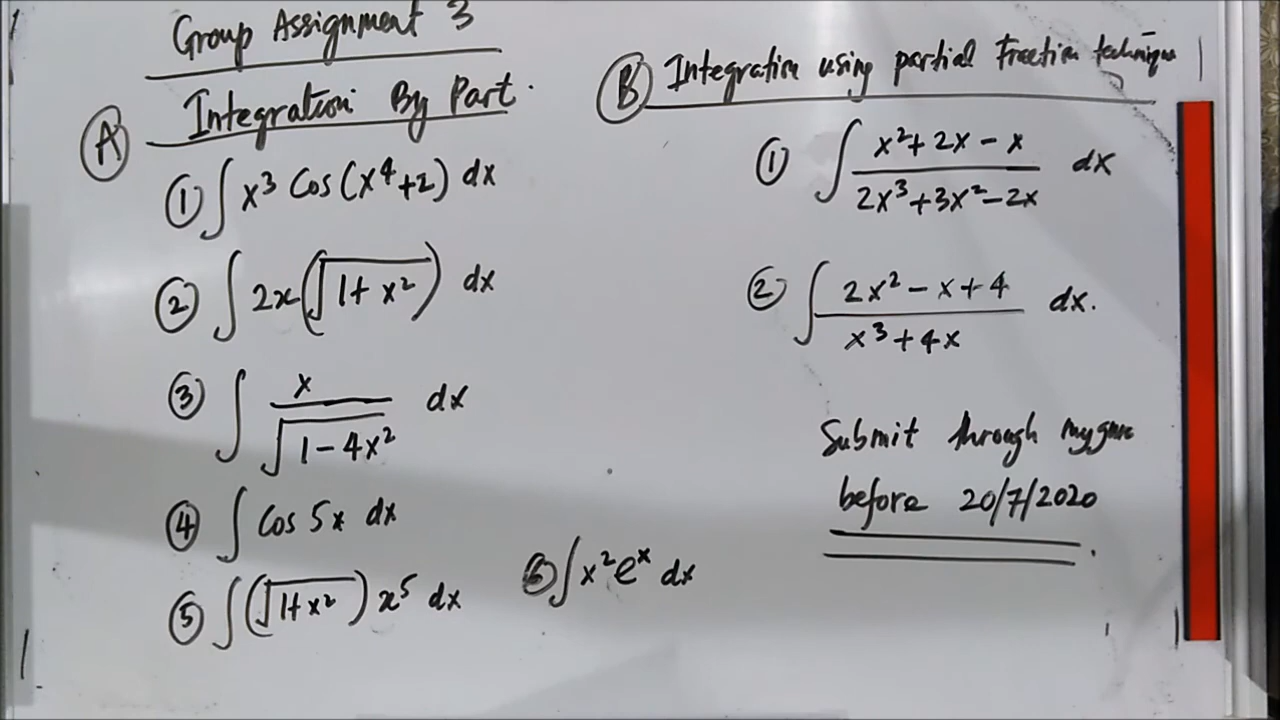 Group Assignment 3
Ⓐ Integration By Part.
① ∫ x³ Cos(x⁴+2) dx
② ∫ 2x(√(1+x²)) dx
③ ∫ x/√(1-4x²) dx
④ ∫ Cos 5x dx
⑤ ∫ (√(1+x²)) x⁵ dx
⑥ ∫ x²eˣ dx
Ⓑ Integration using partial Fraction technique
① ∫ (x²+2x-x)/(2x³+3x²-2x) dx
② ∫ (2x²-x+4)/(x³+4x) dx.
Submit through
before 20/7/2020